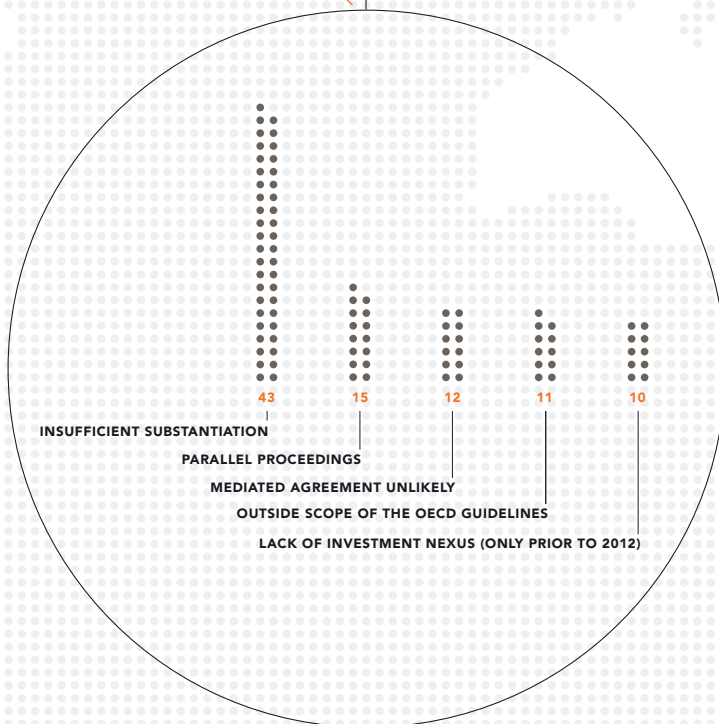 43 15 12 11 10
INSUFFICIENT SUBSTANTIATION
PARALLEL PROCEEDINGS
MEDIATED AGREEMENT UNLIKELY
OUTSIDE SCOPE OF THE OECD GUIDELINES
LACK OF INVESTMENT NEXUS (ONLY PRIOR TO 2012)